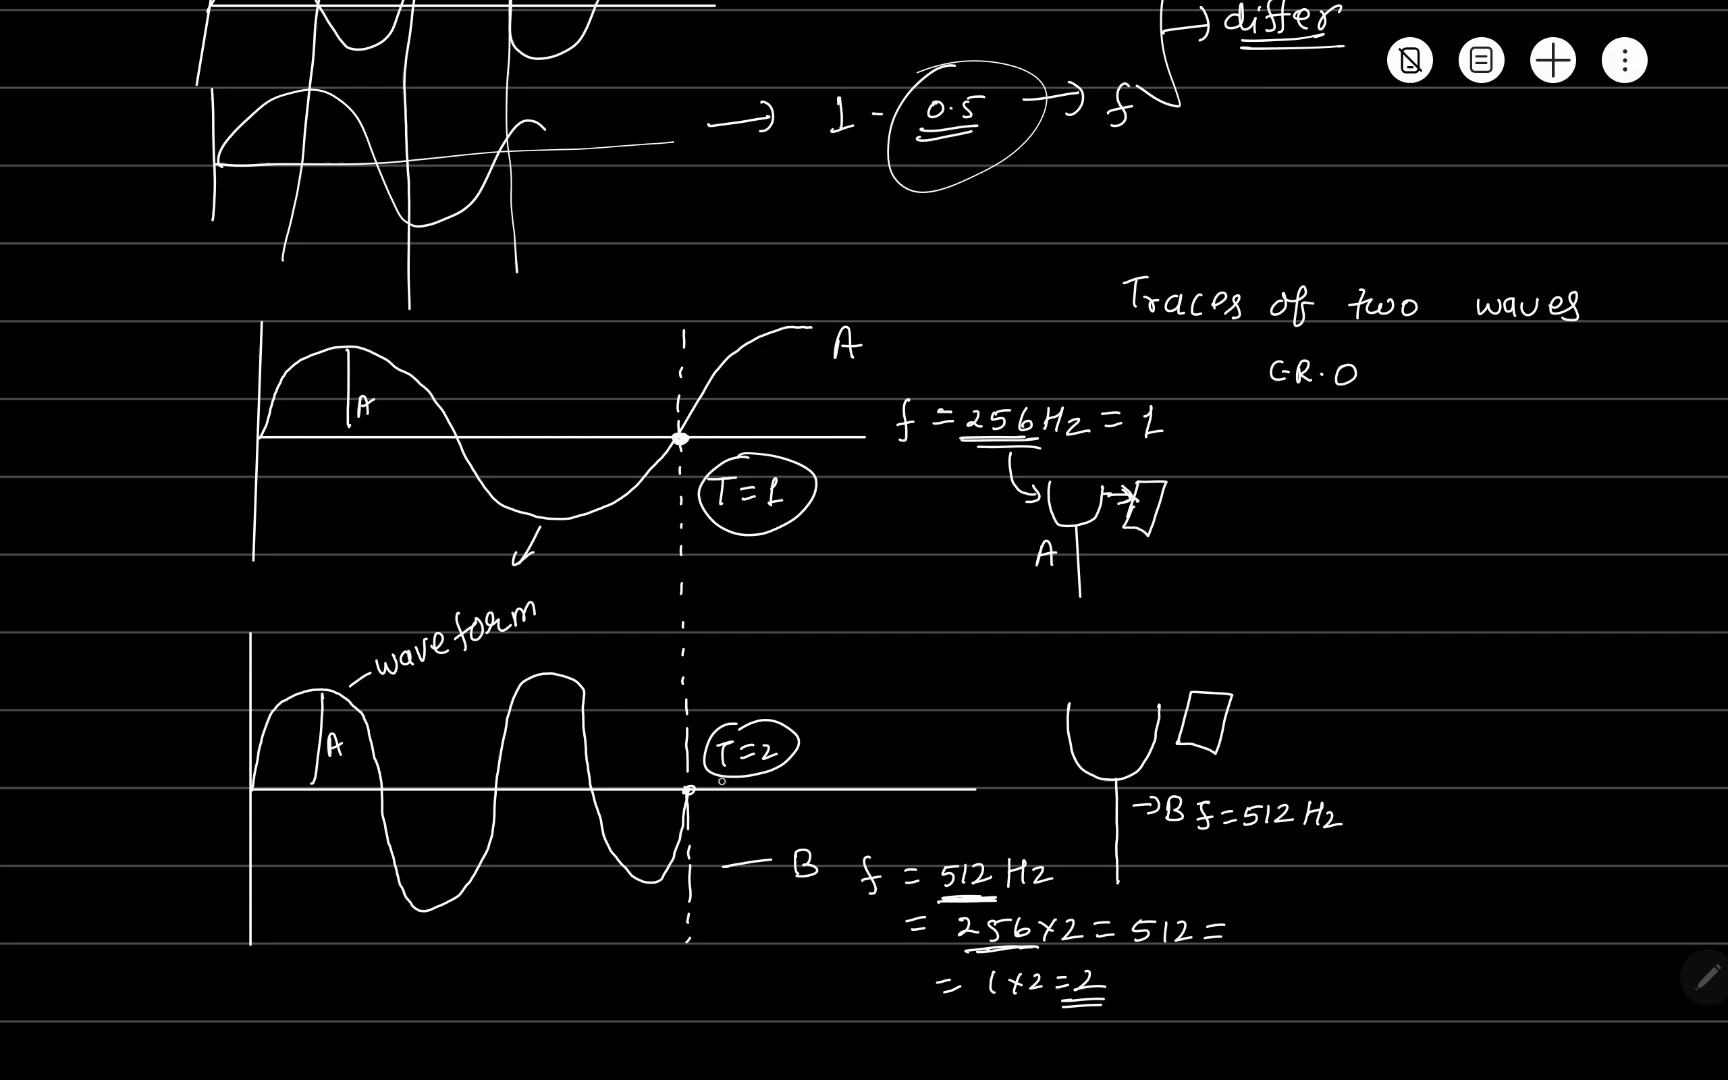 differ
1 - 0.5 → f
Traces of two waves
C.R.O
A
A
f = 256 Hz = 1
T = 1
A
waveform
A
T = 2
→ B f = 512 Hz
B f = 512 Hz
= 256 × 2 = 512 =
= 1 × 2 = 2